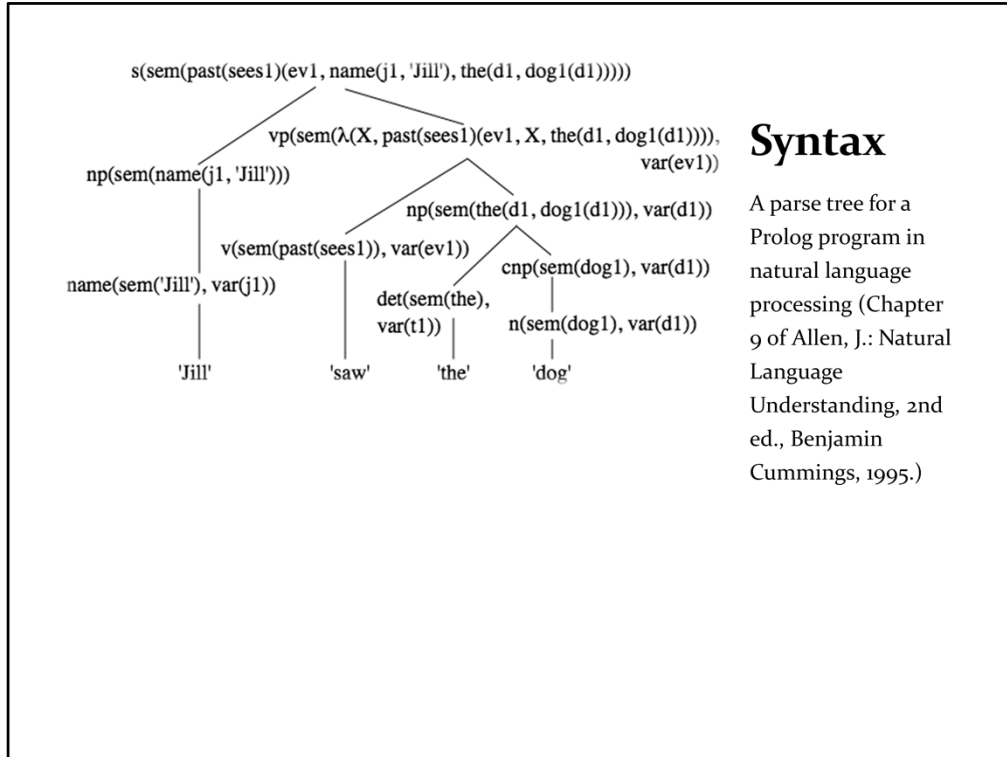 s(sem(past(sees1)(ev1, name(j1, 'Jill'), the(d1, dog1(d1)))))
vp(sem(λ(X, past(sees1)(ev1, X, the(d1, dog1(d1)))),
var(ev1))
np(sem(name(j1, 'Jill')))
np(sem(the(d1, dog1(d1))), var(d1))
v(sem(past(sees1)), var(ev1))
cnp(sem(dog1), var(d1))
name(sem('Jill'), var(j1))
det(sem(the),
var(t1))
n(sem(dog1), var(d1))
'Jill' 'saw' 'the' 'dog'
Syntax
A parse tree for a
Prolog program in
natural language
processing (Chapter
9 of Allen, J.: Natural
Language
Understanding, 2nd
ed., Benjamin
Cummings, 1995.)